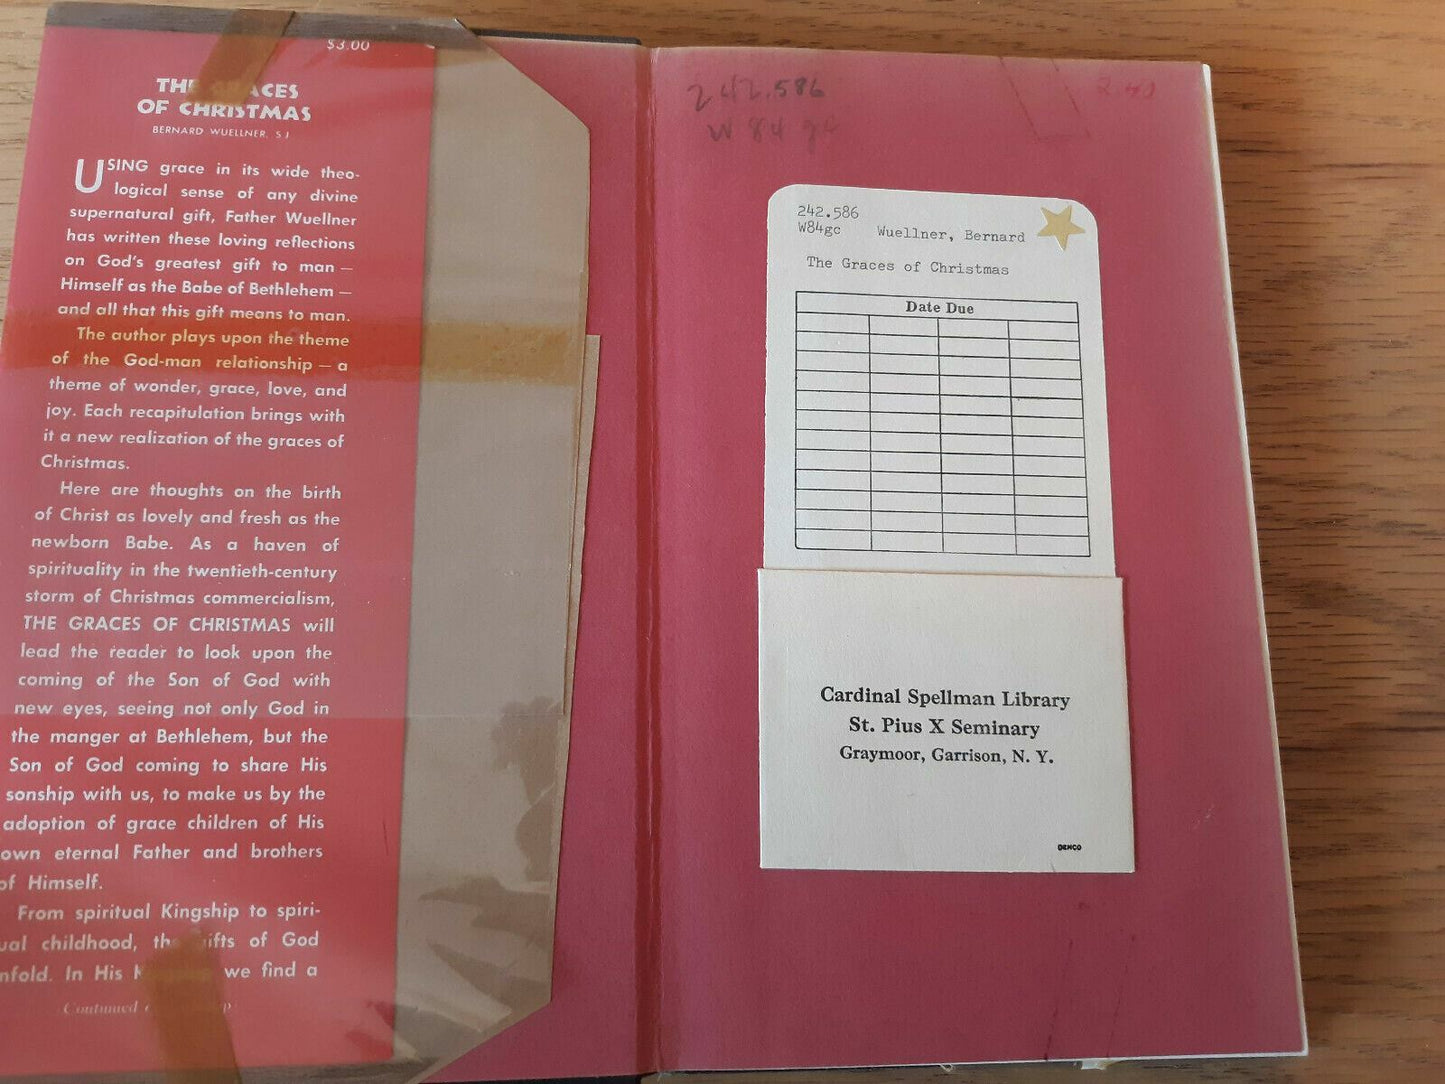 $3.00
THE GRACES
OF CHRISTMAS
BERNARD WUELLNER, S J
USING grace in its wide theo-
logical sense of any divine
supernatural gift, Father Wuellner
has written these loving reflections
on God's greatest gift to man —
Himself as the Babe of Bethlehem —
and all that this gift means to man.
The author plays upon the theme
of the God-man relationship — a
theme of wonder, grace, love, and
joy. Each recapitulation brings with
it a new realization of the graces of
Christmas.
Here are thoughts on the birth
of Christ as lovely and fresh as the
newborn Babe. As a haven of
spirituality in the twentieth-century
storm of Christmas commercialism,
THE GRACES OF CHRISTMAS will
lead the reader to look upon the
coming of the Son of God with
new eyes, seeing not only God in
the manger at Bethlehem, but the
Son of God coming to share His
sonship with us, to make us by the
adoption of grace children of His
own eternal Father and brothers
of Himself.
From spiritual Kingship to spiri-
ual childhood, the gifts of God
nfold. In His Kingship we find a
Continued
242.586
W84gc
2.40
242.586
W84gc Wuellner, Bernard
The Graces of Christmas
Date Due
Cardinal Spellman Library
St. Pius X Seminary
Graymoor, Garrison, N. Y.
DEMCO